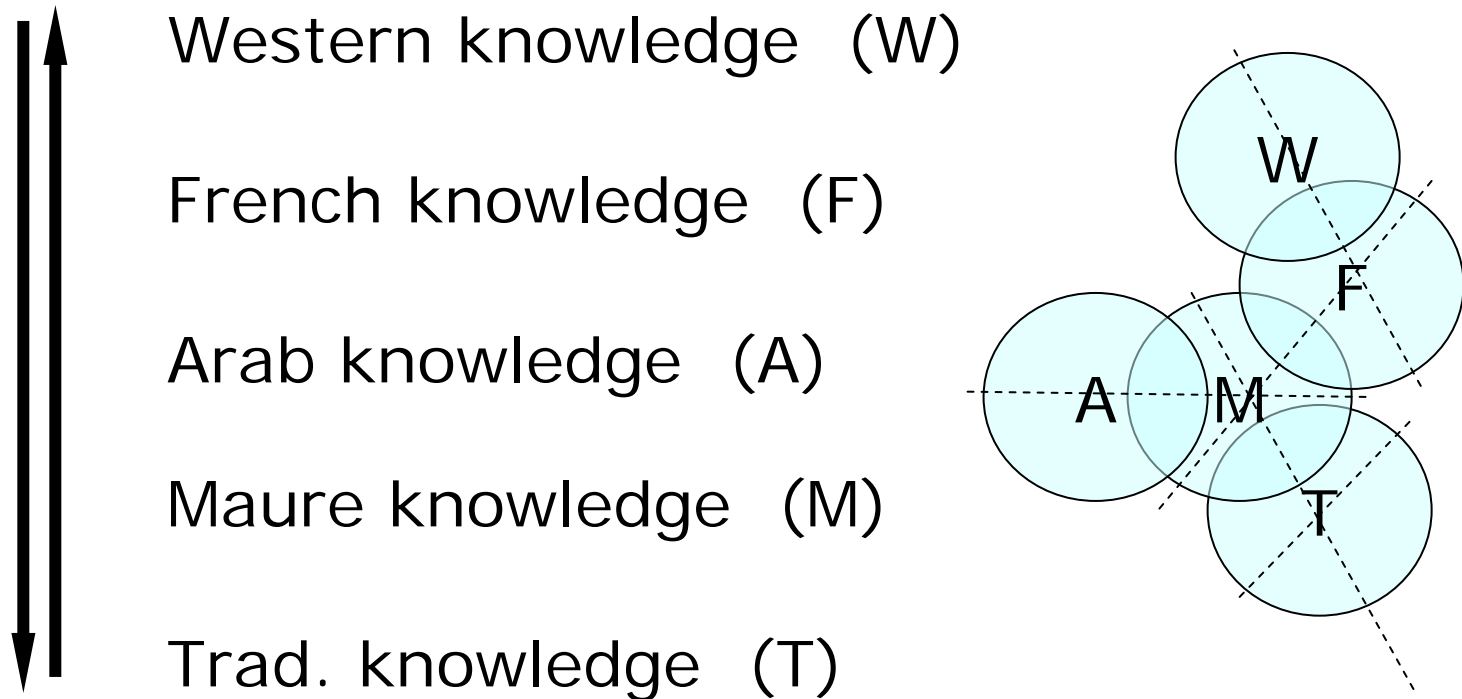 Western knowledge (W)
French knowledge (F)
Arab knowledge (A)
Maure knowledge (M)
Trad. knowledge (T)
W
F
A M
T